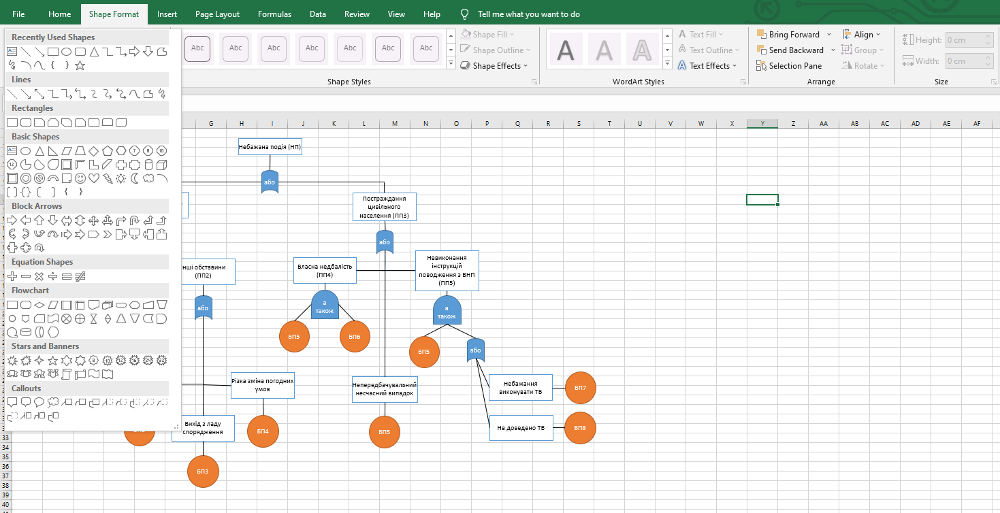 File Home Shape Format Insert Page Layout Formulas Data Review View Help Tell me what you want to do
Recently Used Shapes
Lines
Rectangles
Basic Shapes
Block Arrows
Equation Shapes
Flowchart
Stars and Banners
Callouts
Abc Abc Abc Abc Abc Abc Abc
Shape Fill
Shape Outline
Shape Effects
Shape Styles
A A A
Text Fill
Text Outline
Text Effects
WordArt Styles
Bring Forward
Send Backward
Selection Pane
Align
Group
Rotate
Arrange
Height: 0 cm
Width: 0 cm
Size
G H I J K L M N O P Q R S T U V W X Y Z AA AB AC AD AE AF
Небажана подія (НП)
або
Постраждання
цивільного
населення (ПП3)
або
нші обставини
(ПП2)
або
Власна недбалість
(ПП4)
а
також
БП5
БП6
Невиконання
інструкцій
поводження з ВНП
(ПП5)
а
також
БП5
або
Різка зміна погодних
умов
БП4
Непередбачувальний
несчасний випадок
БП5
Небажання
виконувати ТБ
БП7
Не доведено ТБ
БП8
Вихід з ладу
спорядження
БП3
33
34
35
36
37
38
39
40